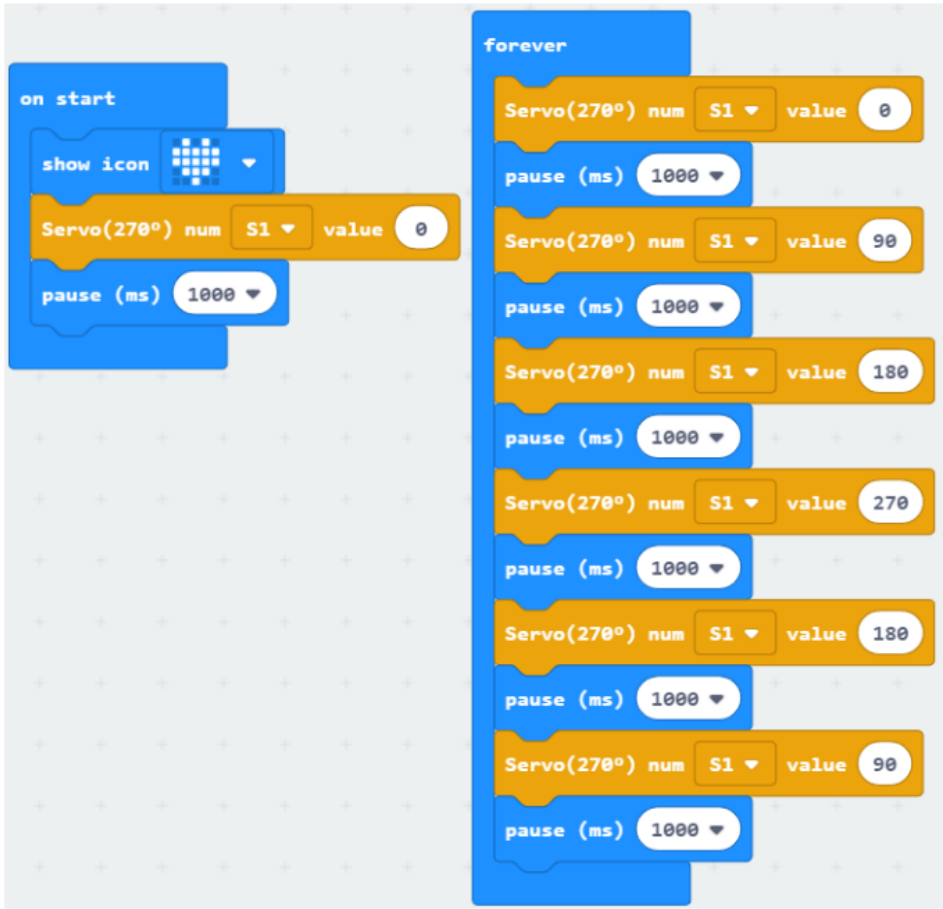 on start
show icon
Servo(270º) num S1 value 0
pause (ms) 1000
forever
Servo(270º) num S1 value 0
pause (ms) 1000
Servo(270º) num S1 value 90
pause (ms) 1000
Servo(270º) num S1 value 180
pause (ms) 1000
Servo(270º) num S1 value 270
pause (ms) 1000
Servo(270º) num S1 value 180
pause (ms) 1000
Servo(270º) num S1 value 90
pause (ms) 1000